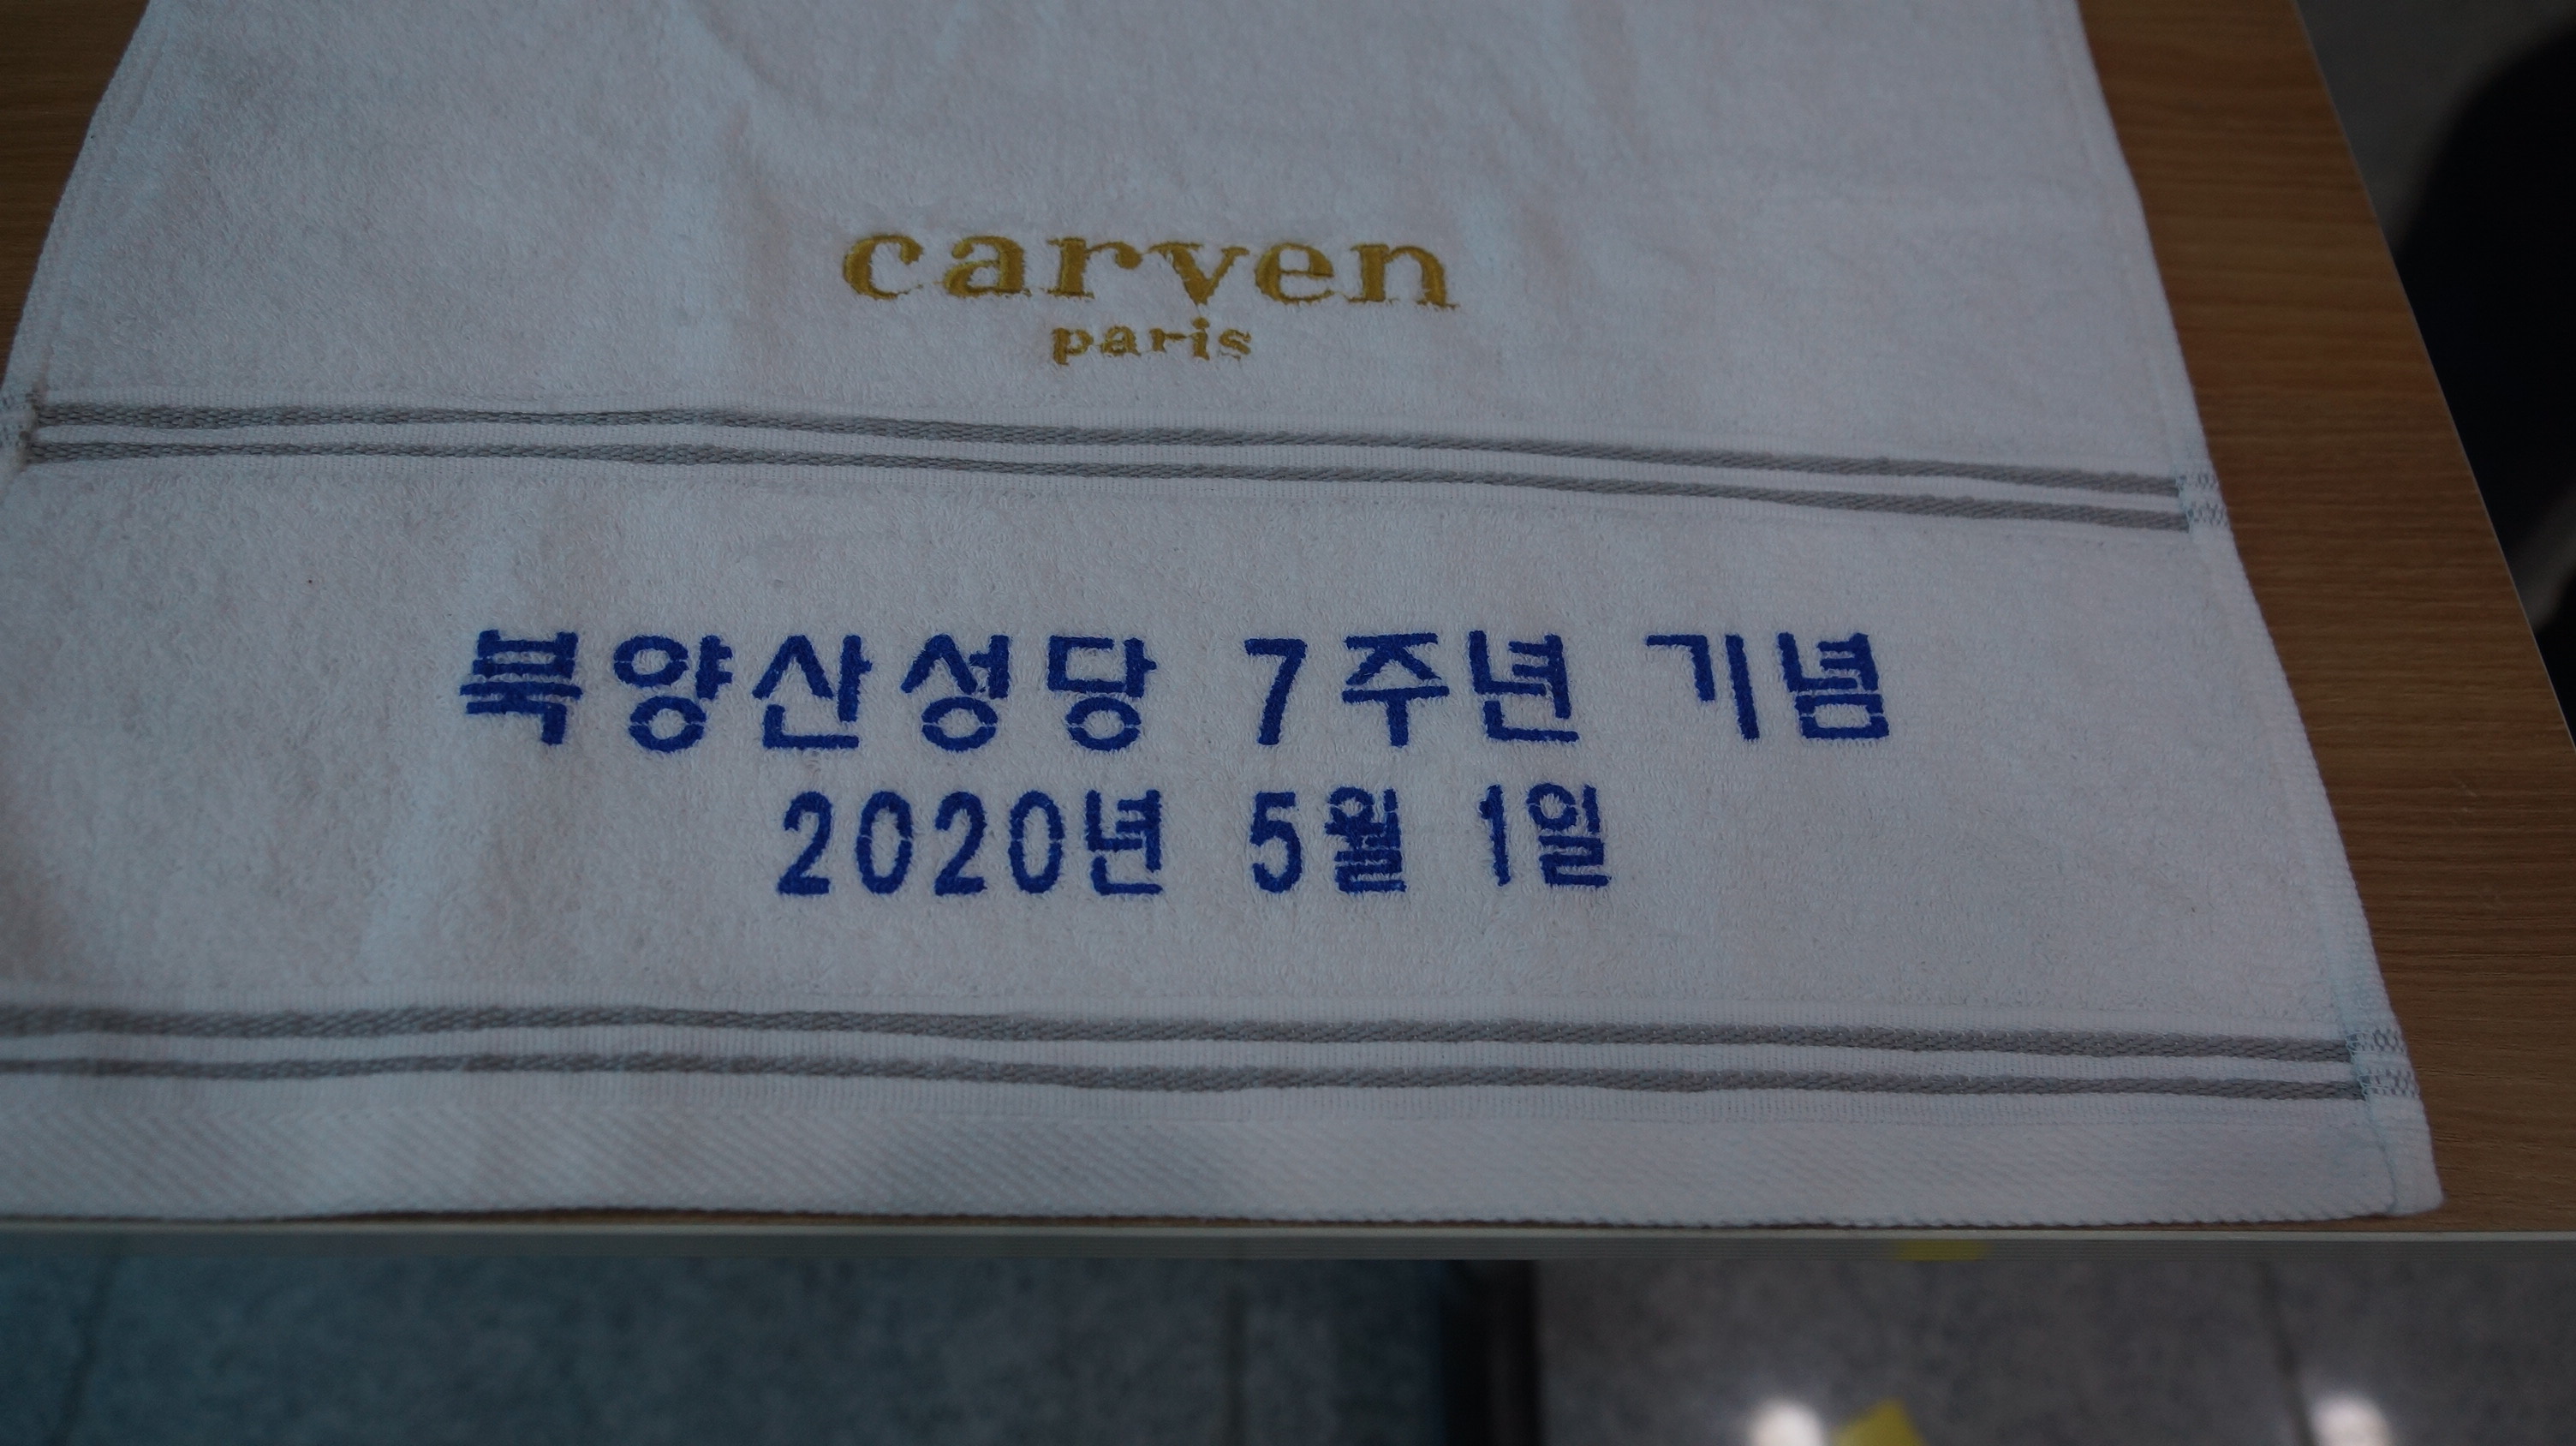 carven
paris
북양산성당 7주년 기념
2020년 5월 1일